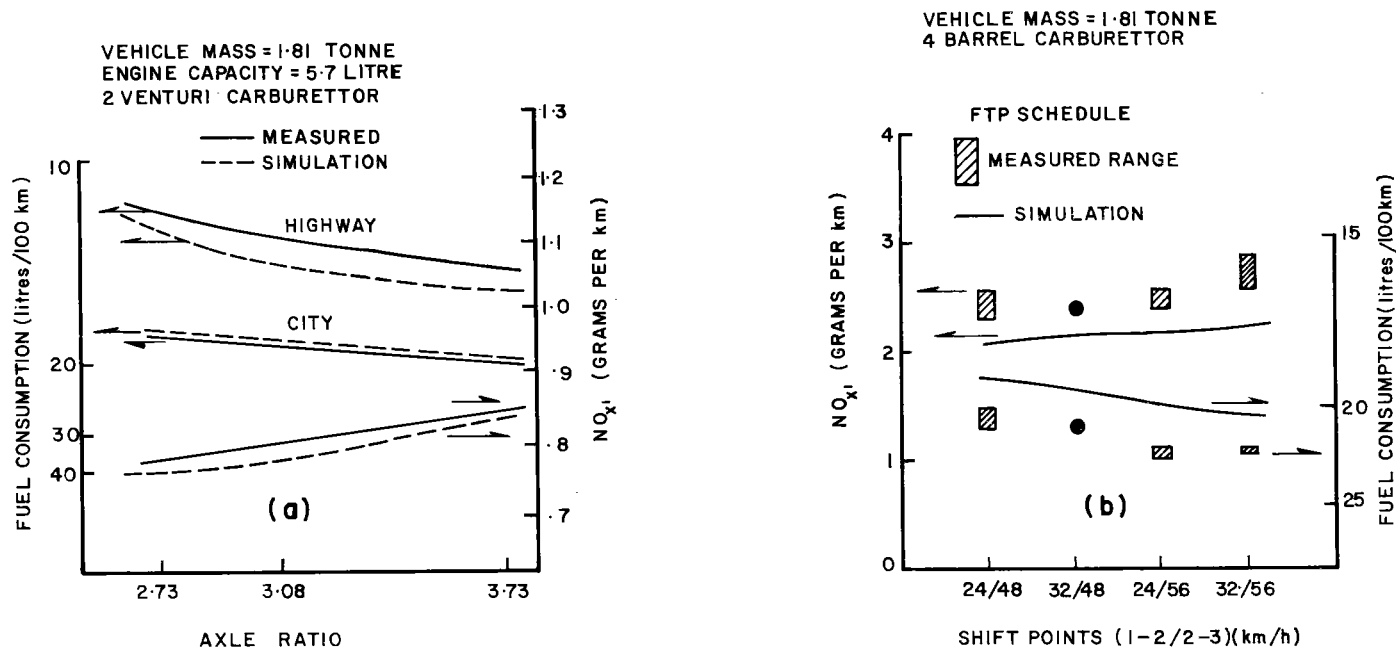 VEHICLE MASS = 1·81 TONNE
ENGINE CAPACITY = 5·7 LITRE
2 VENTURI CARBURETTOR
MEASURED
SIMULATION
HIGHWAY
CITY
(a)
FUEL CONSUMPTION (litres/100 km)
10
20
30
40
NOx, (GRAMS PER KM)
1·3
1·2
1·1
1·0
·9
·8
·7
2·73
3·08
3·73
AXLE RATIO
VEHICLE MASS = 1·81 TONNE
4 BARREL CARBURETTOR
FTP SCHEDULE
MEASURED RANGE
SIMULATION
(b)
NOx, (GRAMS PER km)
4
3
2
1
0
FUEL CONSUMPTION (litres/100km)
15
20
25
24/48
32/48
24/56
32/56
SHIFT POINTS (1-2/2-3)(km/h)